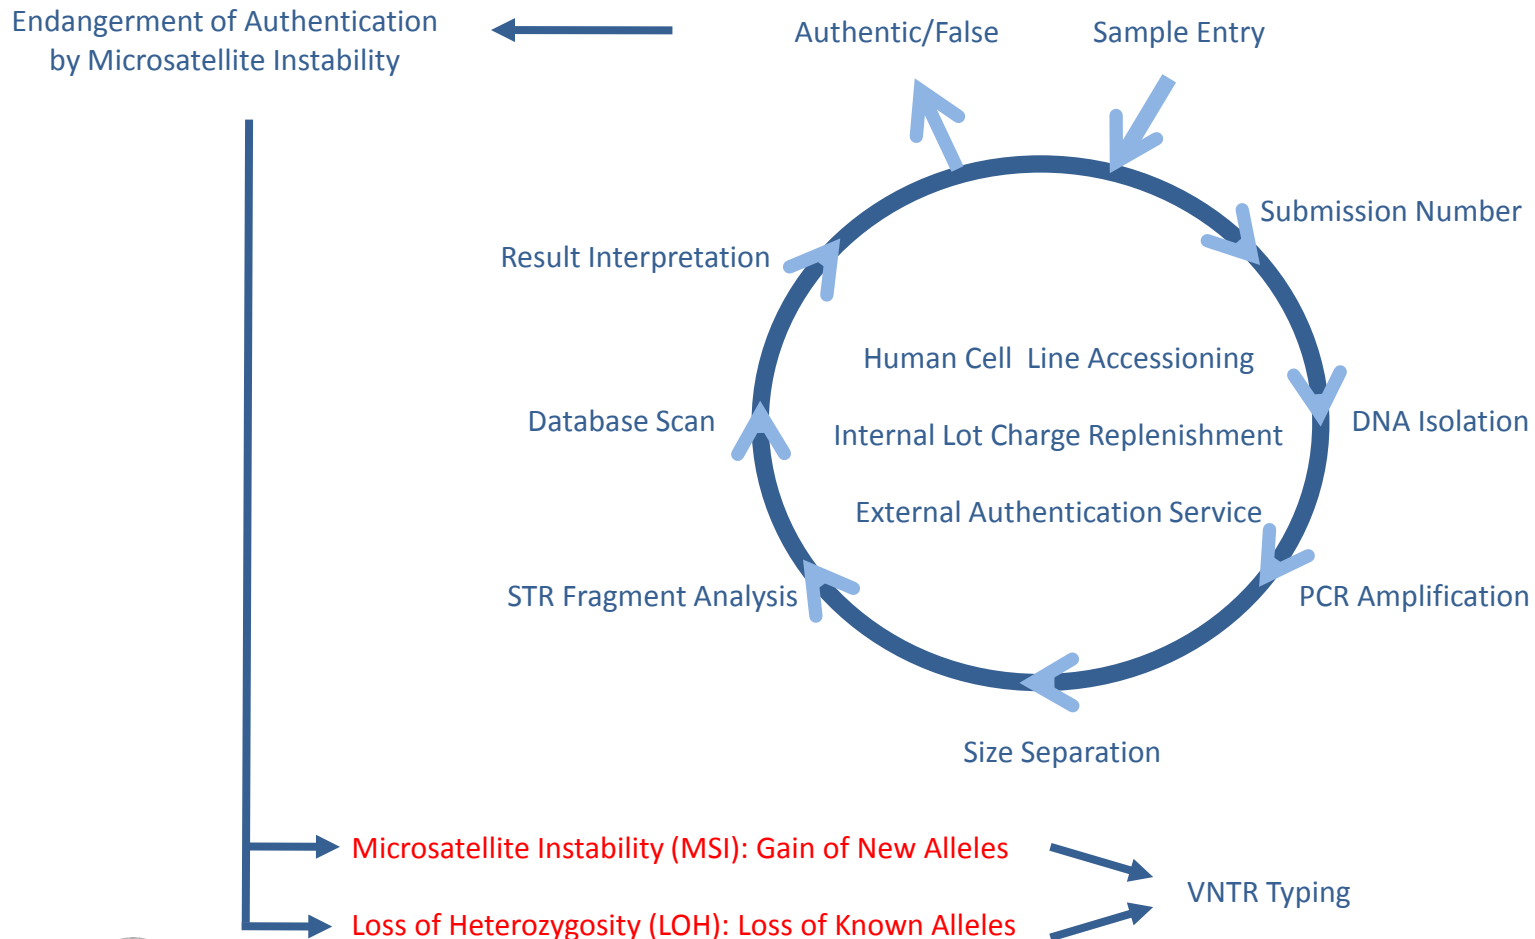 Endangerment of Authentication
by Microsatellite Instability
Authentic/False
Sample Entry
Submission Number
Result Interpretation
Human Cell Line Accessioning
Database Scan
Internal Lot Charge Replenishment
DNA Isolation
External Authentication Service
STR Fragment Analysis
PCR Amplification
Size Separation
Microsatellite Instability (MSI): Gain of New Alleles
VNTR Typing
Loss of Heterozygosity (LOH): Loss of Known Alleles